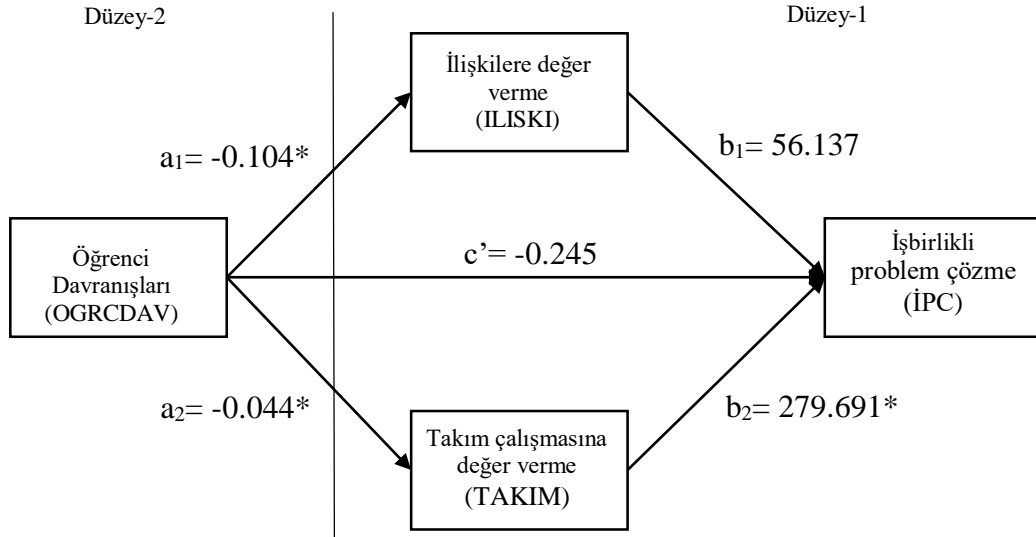 Düzey-2
Düzey-1
İlişkilere değer
verme
(ILISKI)
a₁= -0.104*
b₁= 56.137
Öğrenci
Davranışları
(OGRCDAV)
c’= -0.245
İşbirlikli
problem çözme
(İPC)
a₂= -0.044*
b₂= 279.691*
Takım çalışmasına
değer verme
(TAKIM)